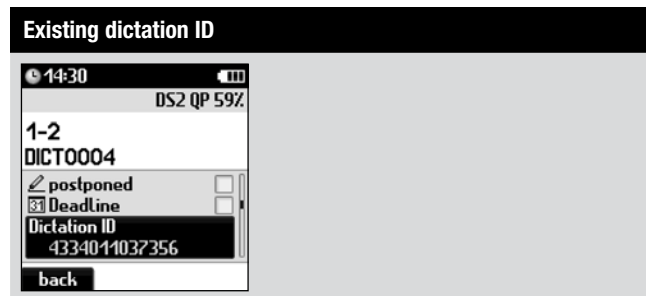 Existing dictation ID
14:30
DS2 QP 59%
1-2
DICT0004
postponed
31 Deadline
Dictation ID
4334011037356
back